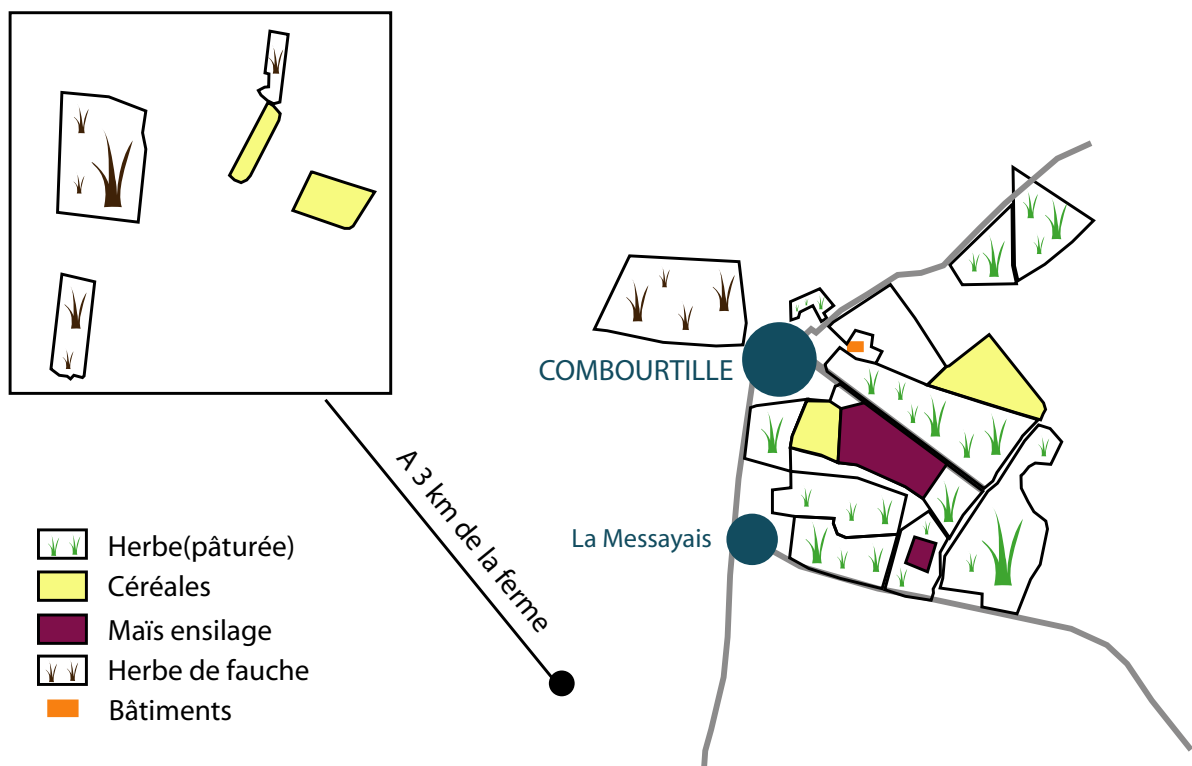 COMBOURTILLE
La Messayais
A 3 km de la ferme
Herbe(pâturée)
Céréales
Maïs ensilage
Herbe de fauche
Bâtiments